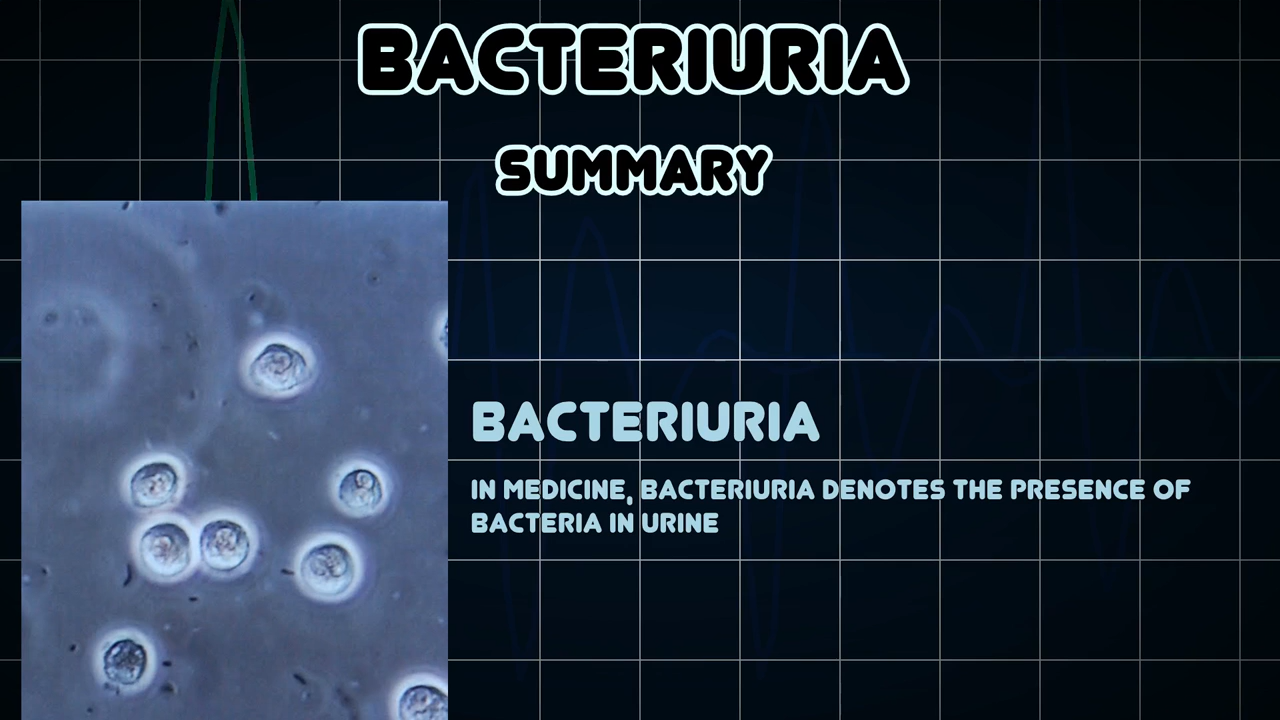 BACTERIURIA
SUMMARY
BACTERIURIA
IN MEDICINE, BACTERIURIA DENOTES THE PRESENCE OF
BACTERIA IN URINE